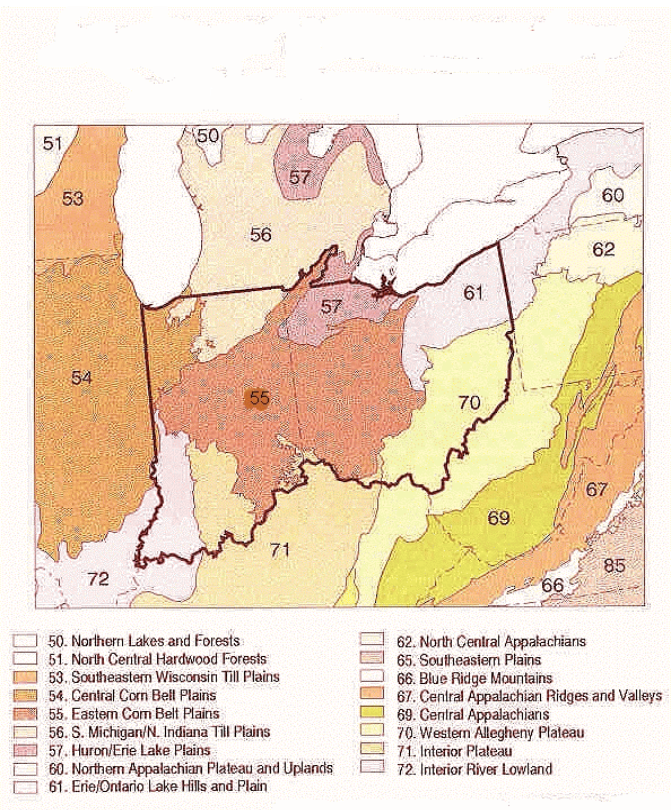 51
50
57
53
60
56
62
61
57
54
55
70
67
69
71
85
72
66
50. Northern Lakes and Forests
51. North Central Hardwood Forests
53. Southeastern Wisconsin Till Plains
54. Central Corn Belt Plains
55. Eastern Corn Belt Plains
56. S. Michigan/N. Indiana Till Plains
57. Huron/Erie Lake Plains
60. Northern Appalachian Plateau and Uplands
61. Erie/Ontario Lake Hills and Plain
62. North Central Appalachians
65. Southeastern Plains
66. Blue Ridge Mountains
67. Central Appalachian Ridges and Valleys
69. Central Appalachians
70. Western Allegheny Plateau
71. Interior Plateau
72. Interior River Lowland